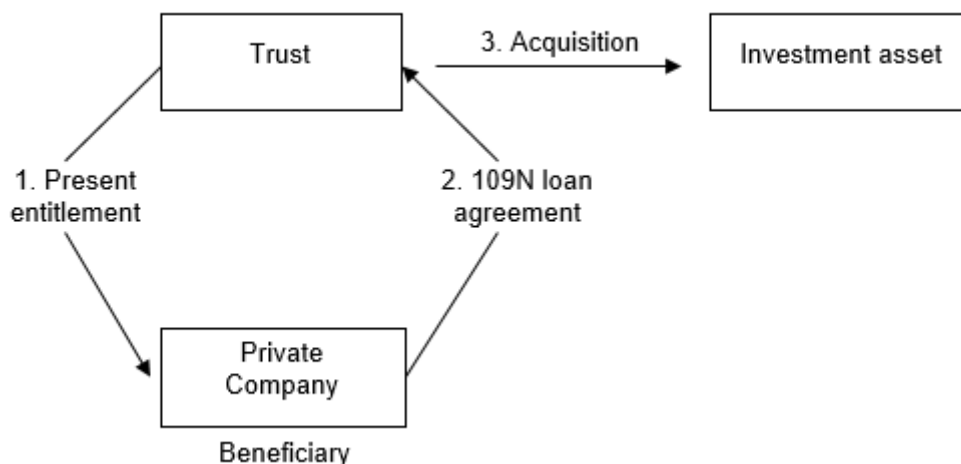 Trust
3. Acquisition
Investment asset
1. Present
entitlement
2. 109N loan
agreement
Private
Company
Beneficiary